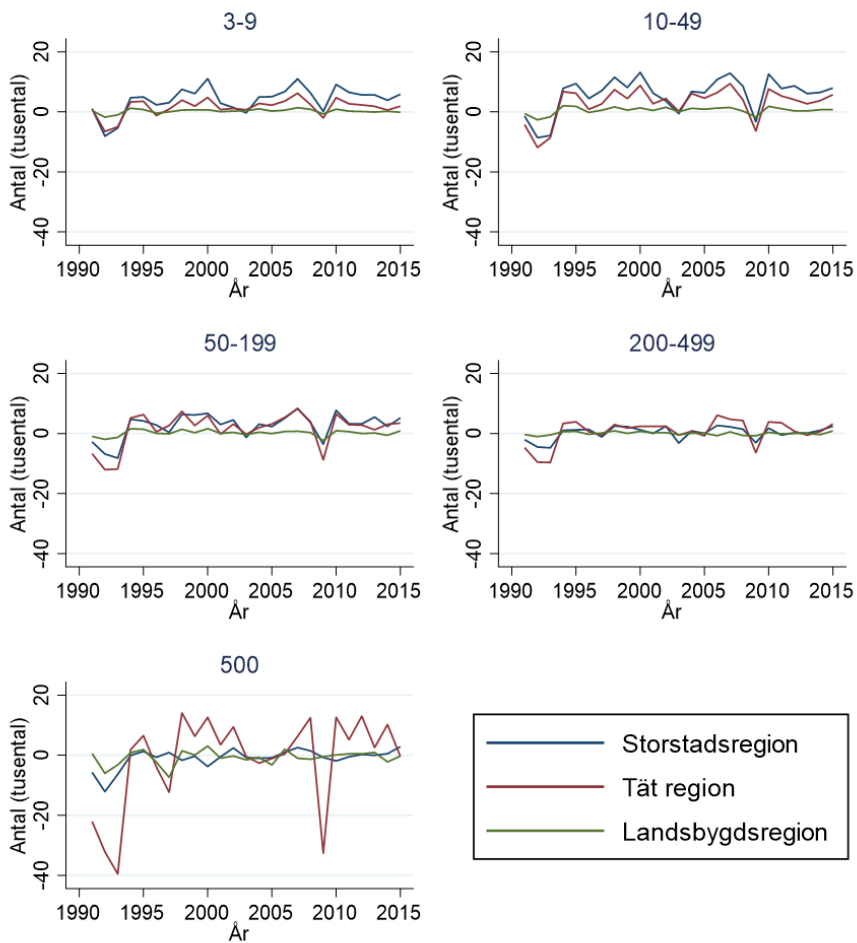 3-9
Antal (tusental)
20
0
-20
-40
1990 1995 2000 2005 2010 2015
År
10-49
Antal (tusental)
20
0
-20
-40
1990 1995 2000 2005 2010 2015
År
50-199
Antal (tusental)
20
0
-20
-40
1990 1995 2000 2005 2010 2015
År
200-499
Antal (tusental)
20
0
-20
-40
1990 1995 2000 2005 2010 2015
År
500
Antal (tusental)
20
0
-20
-40
1990 1995 2000 2005 2010 2015
År
Storstadsregion
Tät region
Landsbygdsregion